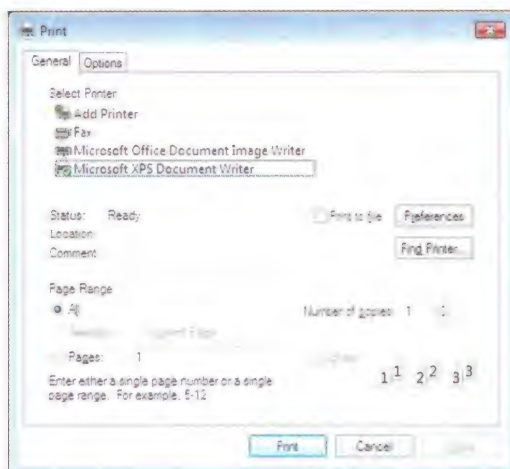 Print
General Options
Select Printer
Add Printer
Fax
Microsoft Office Document Image Writer
Microsoft XPS Document Writer
Status: Ready
Print to file Preferences
Location:
Comment:
Find Printer...
Page Range
All
Number of copies: 1
Selection Current Page
Pages: 1
Enter either a single page number or a single
page range. For example, 5-12
1 1 2 2 3 3
Print Cancel